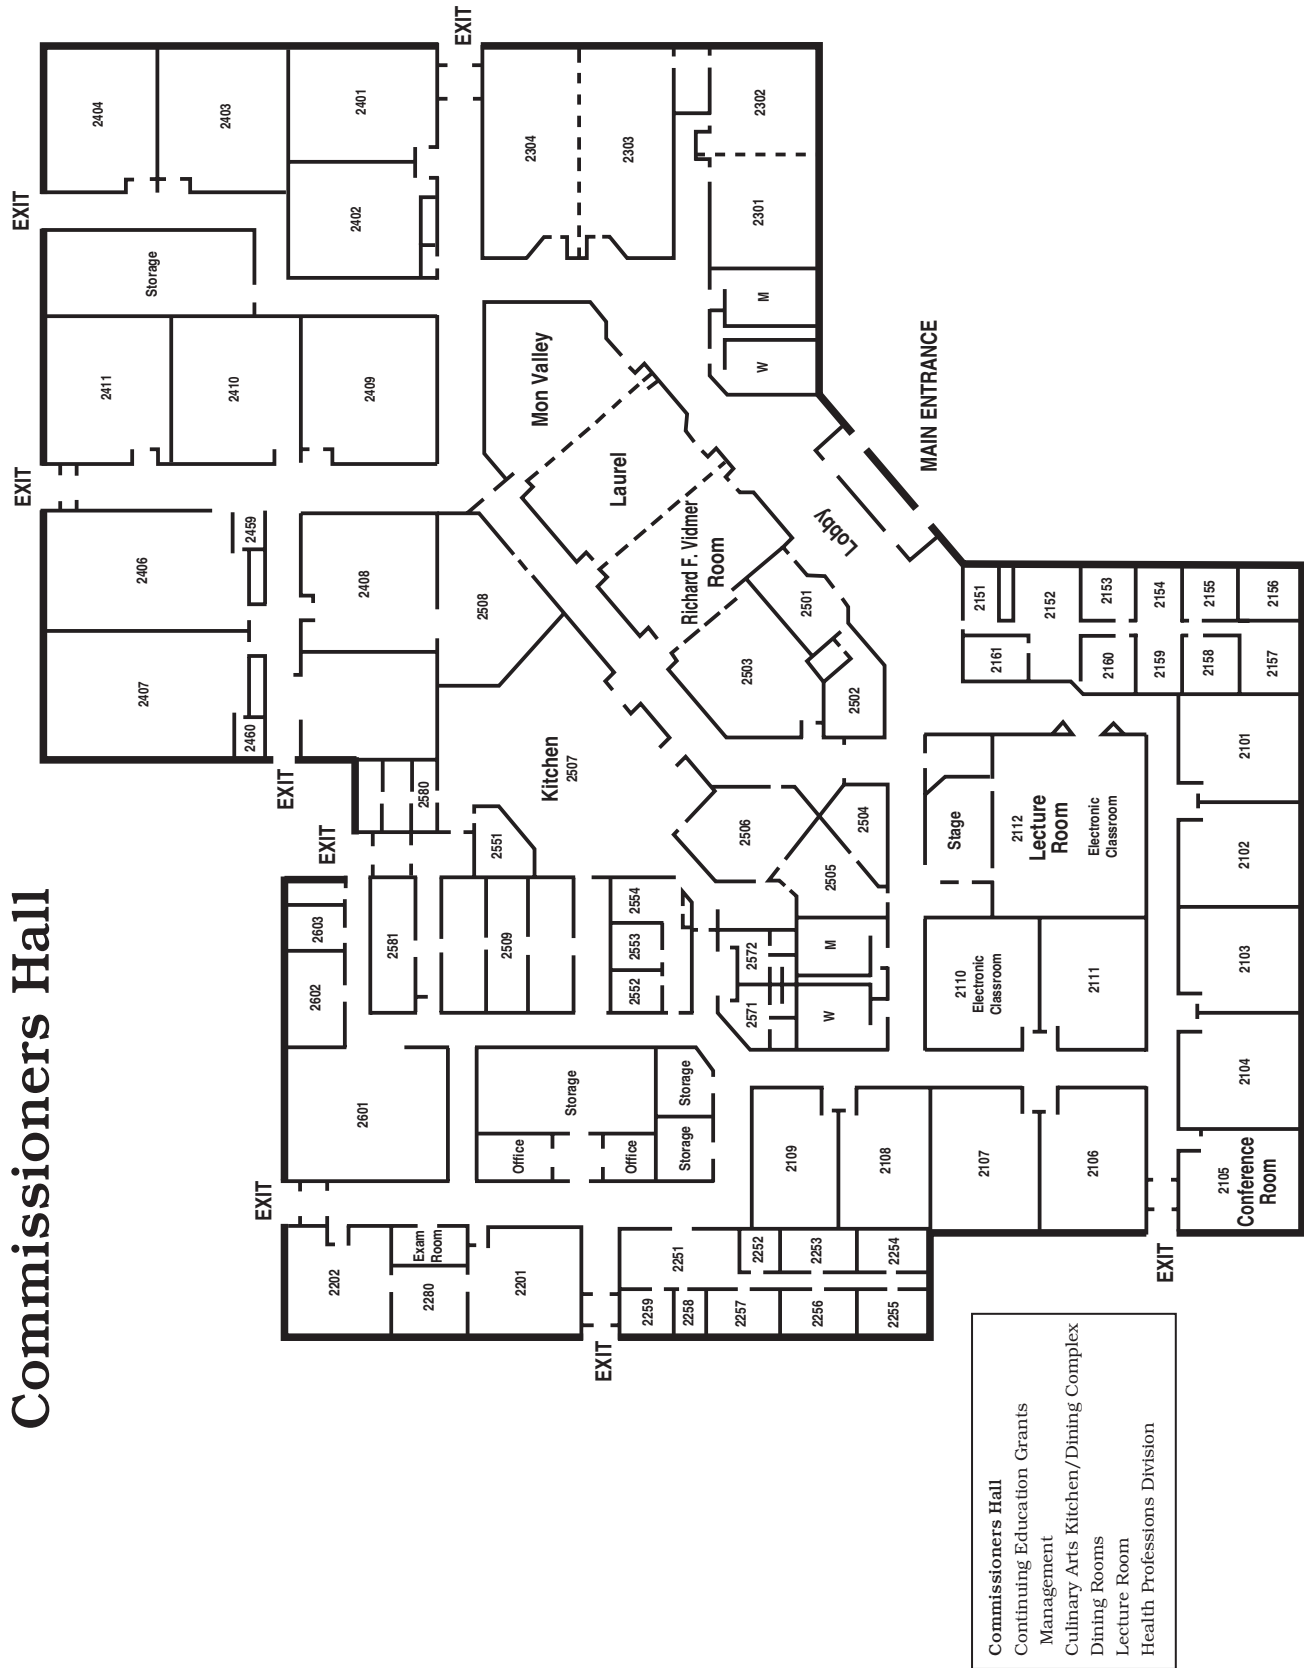 Commissioners Hall
EXIT
EXIT
2404
2411
2406
2407
2403
2410
Storage
2401
2409
2402
2459
2460
2408
EXIT
EXIT
EXIT
2603
2602
2601
EXIT
2202
Exam
Room
2280
2201
EXIT
2581
2580
2509
2551
2508
Kitchen
2507
EXIT
2304
2303
2302
2301
M
W
Mon Valley
Laurel
Richard F. Vidmer
Room
Lobby
MAIN ENTRANCE
2501
2502
2503
2504
2505
2506
2554
2553
2552
2572
2571
M
W
Storage
Office
Office
Storage
Storage
2251
2252
2253
2254
2259
2258
2257
2256
2255
2109
2108
2107
2106
EXIT
Stage
2112
Lecture
Room
Electronic
Classroom
2110
Electronic
Classroom
2111
2151
2152
2153
2154
2155
2156
2161
2160
2159
2158
2157
2101
2102
2103
2104
2105
Conference
Room
Commissioners Hall
Continuing Education Grants
Management
Culinary Arts Kitchen/Dining Complex
Dining Rooms
Lecture Room
Health Professions Division